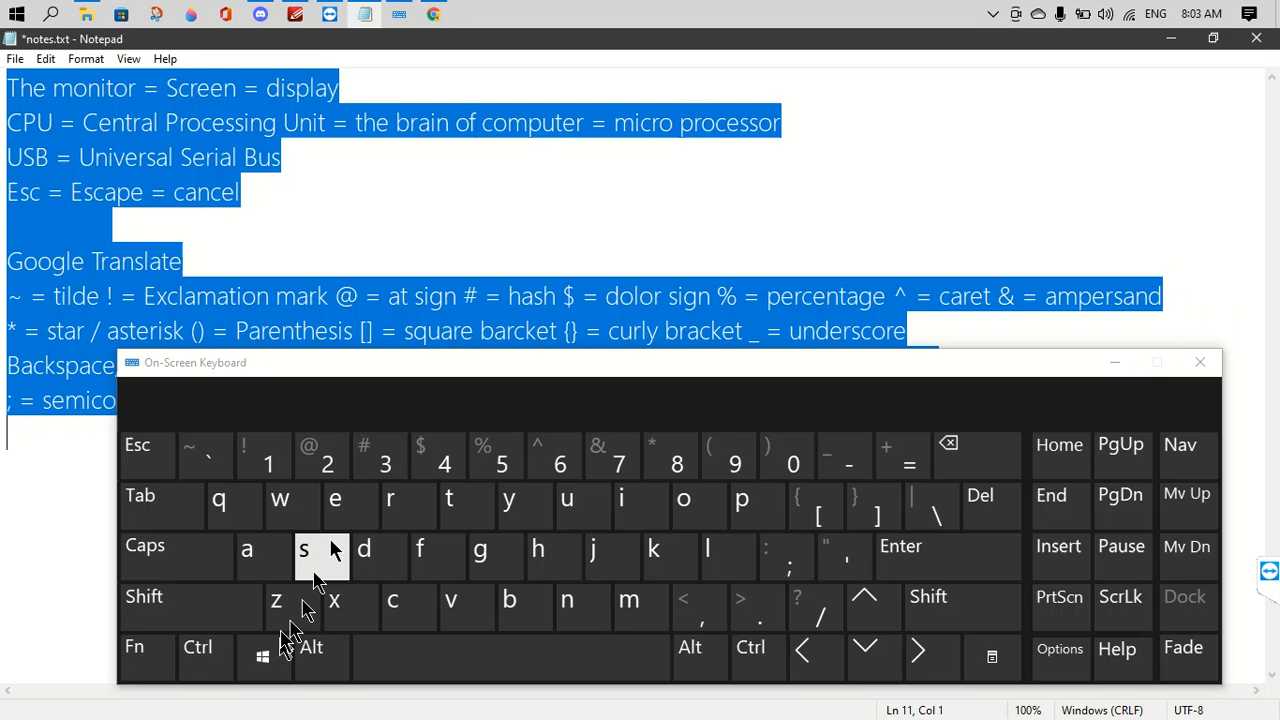 ENG 8:03 AM
*notes.txt - Notepad
File Edit Format View Help
The monitor = Screen = display
CPU = Central Processing Unit = the brain of computer = micro processor
USB = Universal Serial Bus
Esc = Escape = cancel
Google Translate
~ = tilde ! = Exclamation mark @ = at sign # = hash $ = dolor sign % = percentage ^ = caret & = ampersand
* = star / asterisk () = Parenthesis [] = square barcket {} = curly bracket _ = underscore
Backspace,
; = semico
On-Screen Keyboard
Esc ~ ` ! 1 @ 2 # 3 $ 4 % 5 ^ 6 & 7 * 8 ( 9 ) 0 _ - + = Home PgUp Nav
Tab q w e r t y u i o p { [ } ] | \ Del End PgDn Mv Up
Caps a s d f g h j k l : ; " ' Enter Insert Pause Mv Dn
Shift z x c v b n m < , > . ? / Shift PrtScn ScrLk Dock
Fn Ctrl Alt Alt Ctrl Options Help Fade
Ln 11, Col 1 100% Windows (CRLF) UTF-8